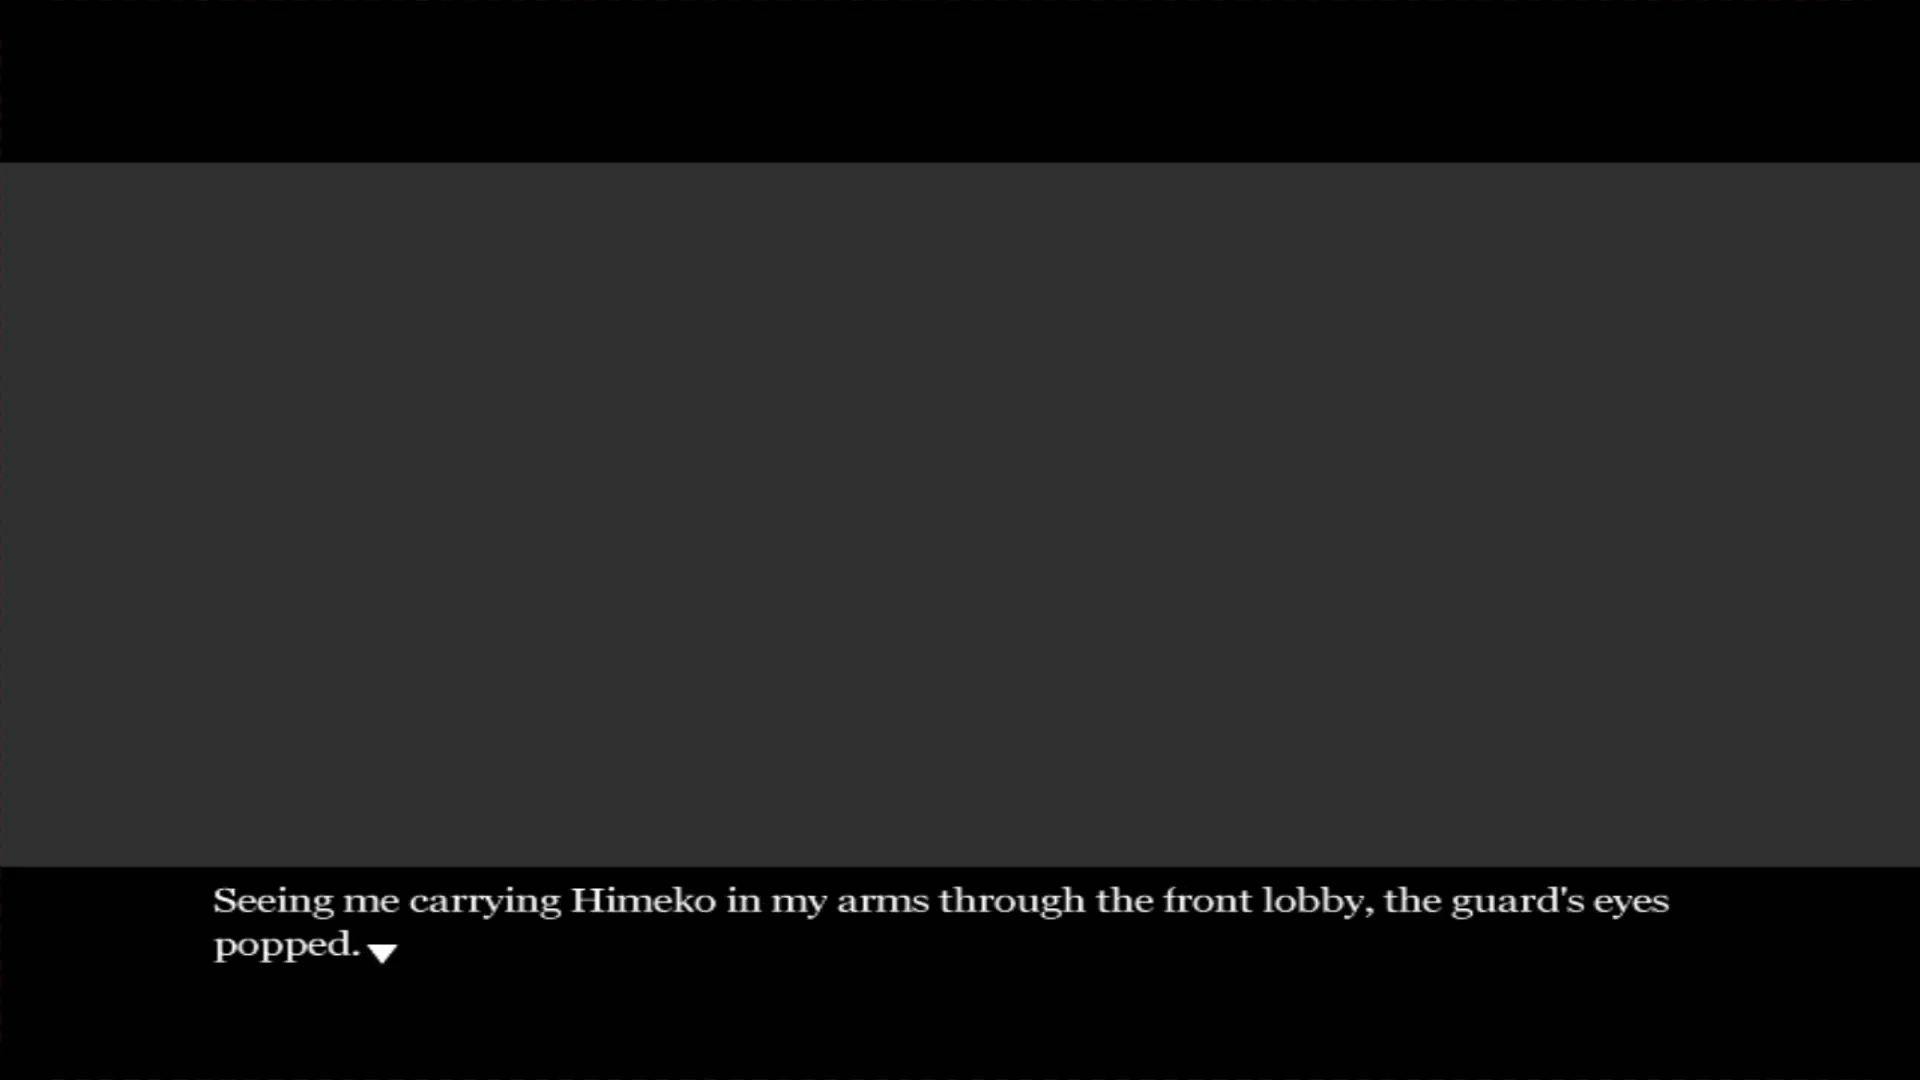 Seeing me carrying Himeko in my arms through the front lobby, the guard's eyes
popped.